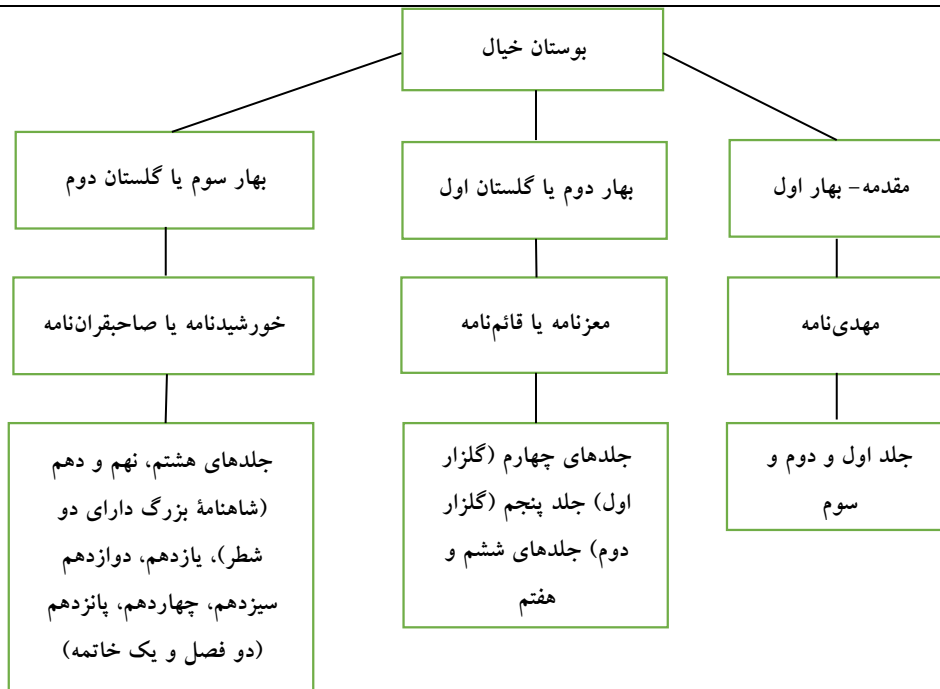 بوستان خیال
مقدمه- بهار اول
بهار دوم یا گلستان اول
بهار سوم یا گلستان دوم
مهدی‌نامه
معزنامه یا قائم‌نامه
خورشیدنامه یا صاحبقران‌نامه
جلد اول و دوم و
سوم
جلدهای چهارم (گلزار
اول) جلد پنجم (گلزار
دوم) جلدهای ششم و
هفتم
جلدهای هشتم، نهم و دهم
(شاهنامهٔ بزرگ دارای دو
شطر)، یازدهم، دوازدهم
سیزدهم، چهاردهم، پانزدهم
(دو فصل و یک خاتمه)